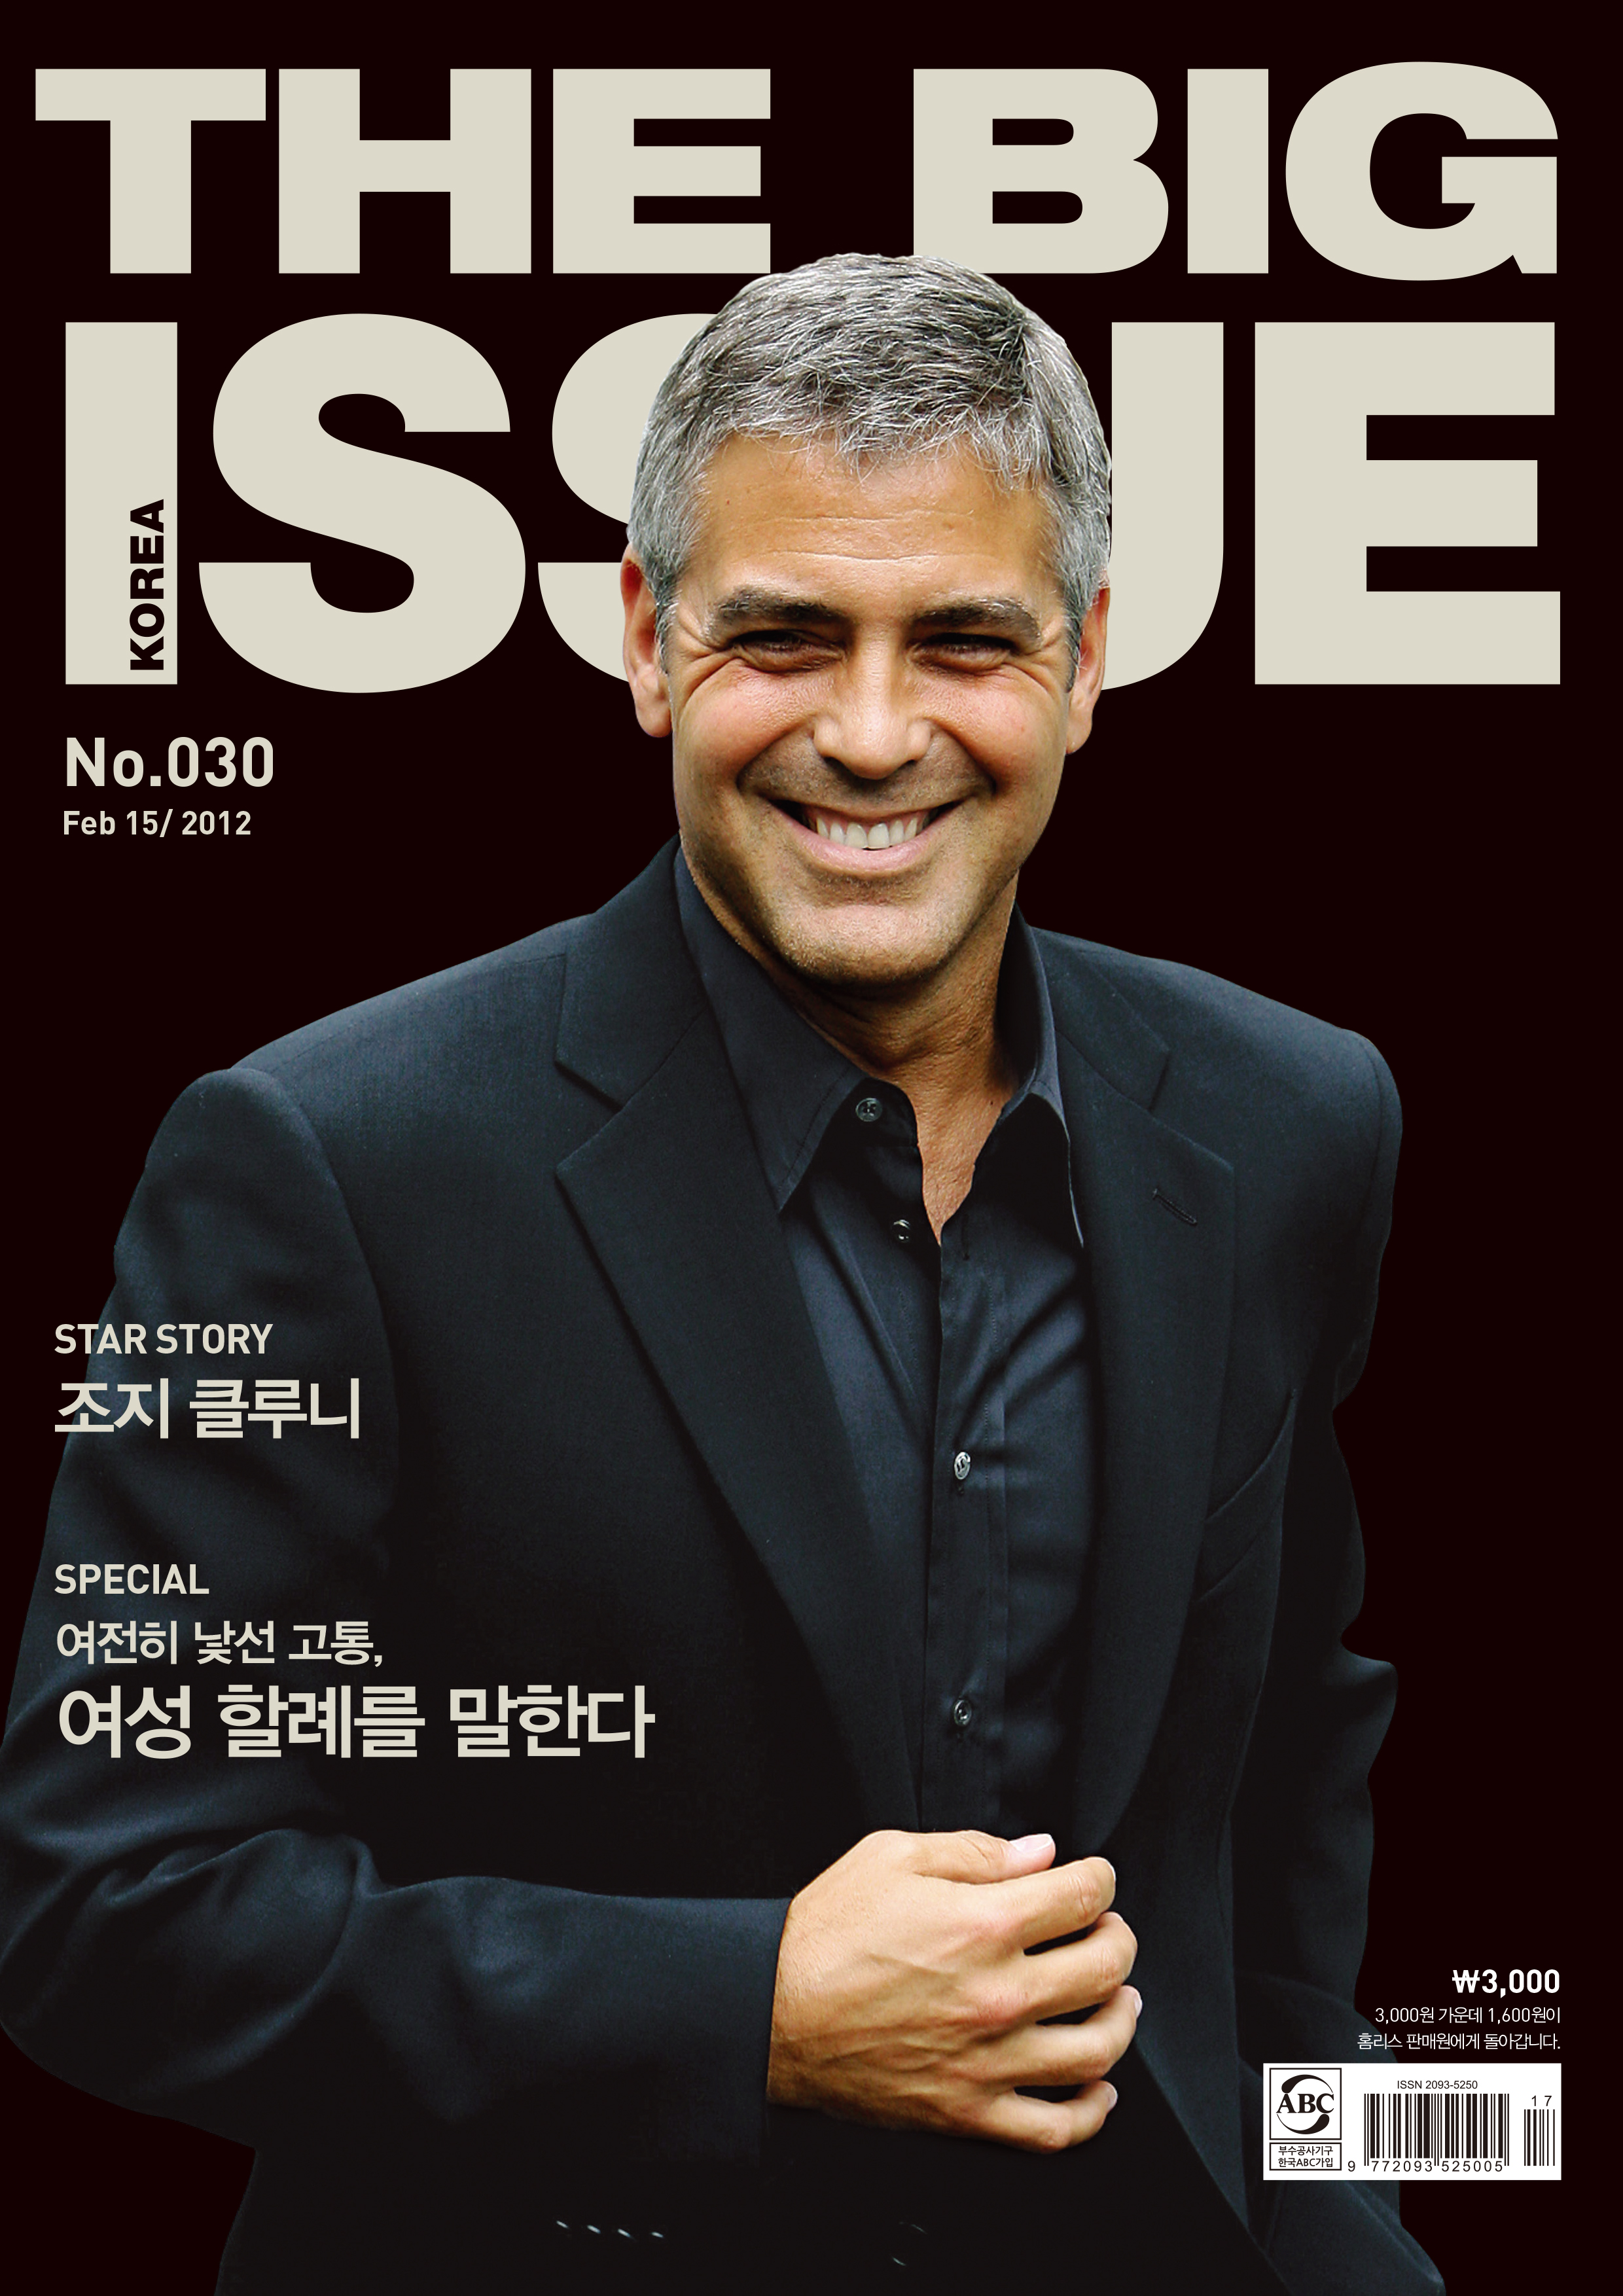 THE BIG
ISSUE
KOREA
No.030
Feb 15/ 2012
STAR STORY
조지 클루니
SPECIAL
여전히 낯선 고통,
여성 할례를 말한다
₩3,000
3,000원 가운데 1,600원이
홈리스 판매원에게 돌아갑니다.
ABC
부수공사기구
한국ABC가입
ISSN 2093-5250
17
9 772093 525005